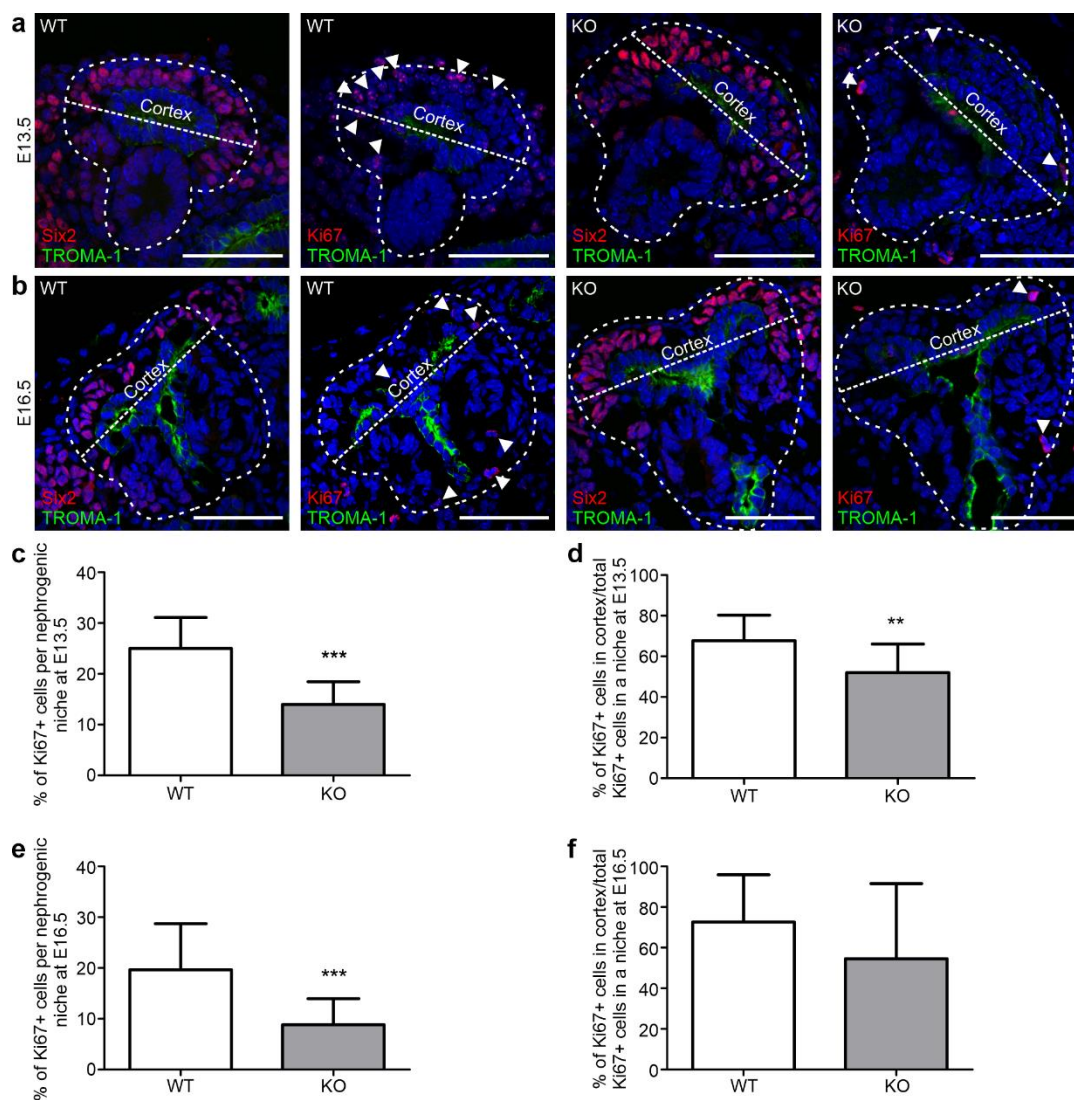 a
WT
WT
KO
KO
Cortex
Cortex
Cortex
Cortex
E13.5
Six2
TROMA-1
Ki67
TROMA-1
Six2
TROMA-1
Ki67
TROMA-1
b
WT
WT
KO
KO
Cortex
Cortex
Cortex
Cortex
E16.5
Six2
TROMA-1
Ki67
TROMA-1
Six2
TROMA-1
Ki67
TROMA-1
c
% of Ki67+ cells per nephrogenic
niche at E13.5
40
30
20
10
0
***
WT
KO
d
% of Ki67+ cells in cortex/total
Ki67+ cells in a niche at E13.5
100
80
60
40
20
0
**
WT
KO
e
% of Ki67+ cells per nephrogenic
niche at E16.5
40
30
20
10
0
***
WT
KO
f
% of Ki67+ cells in cortex/total
Ki67+ cells in a niche at E16.5
100
80
60
40
20
0
WT
KO